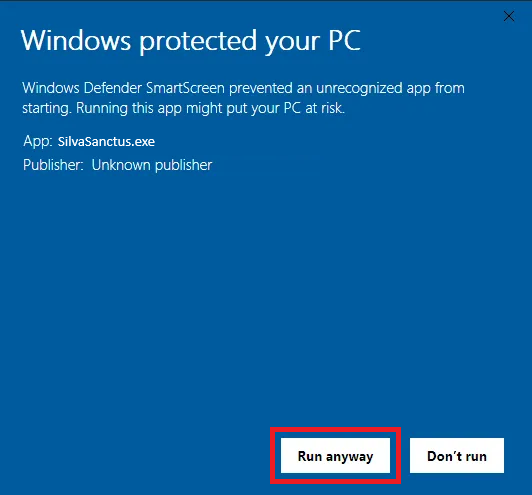 Windows protected your PC
Windows Defender SmartScreen prevented an unrecognized app from
starting. Running this app might put your PC at risk.
App: SilvaSanctus.exe
Publisher: Unknown publisher
Run anyway
Don't run